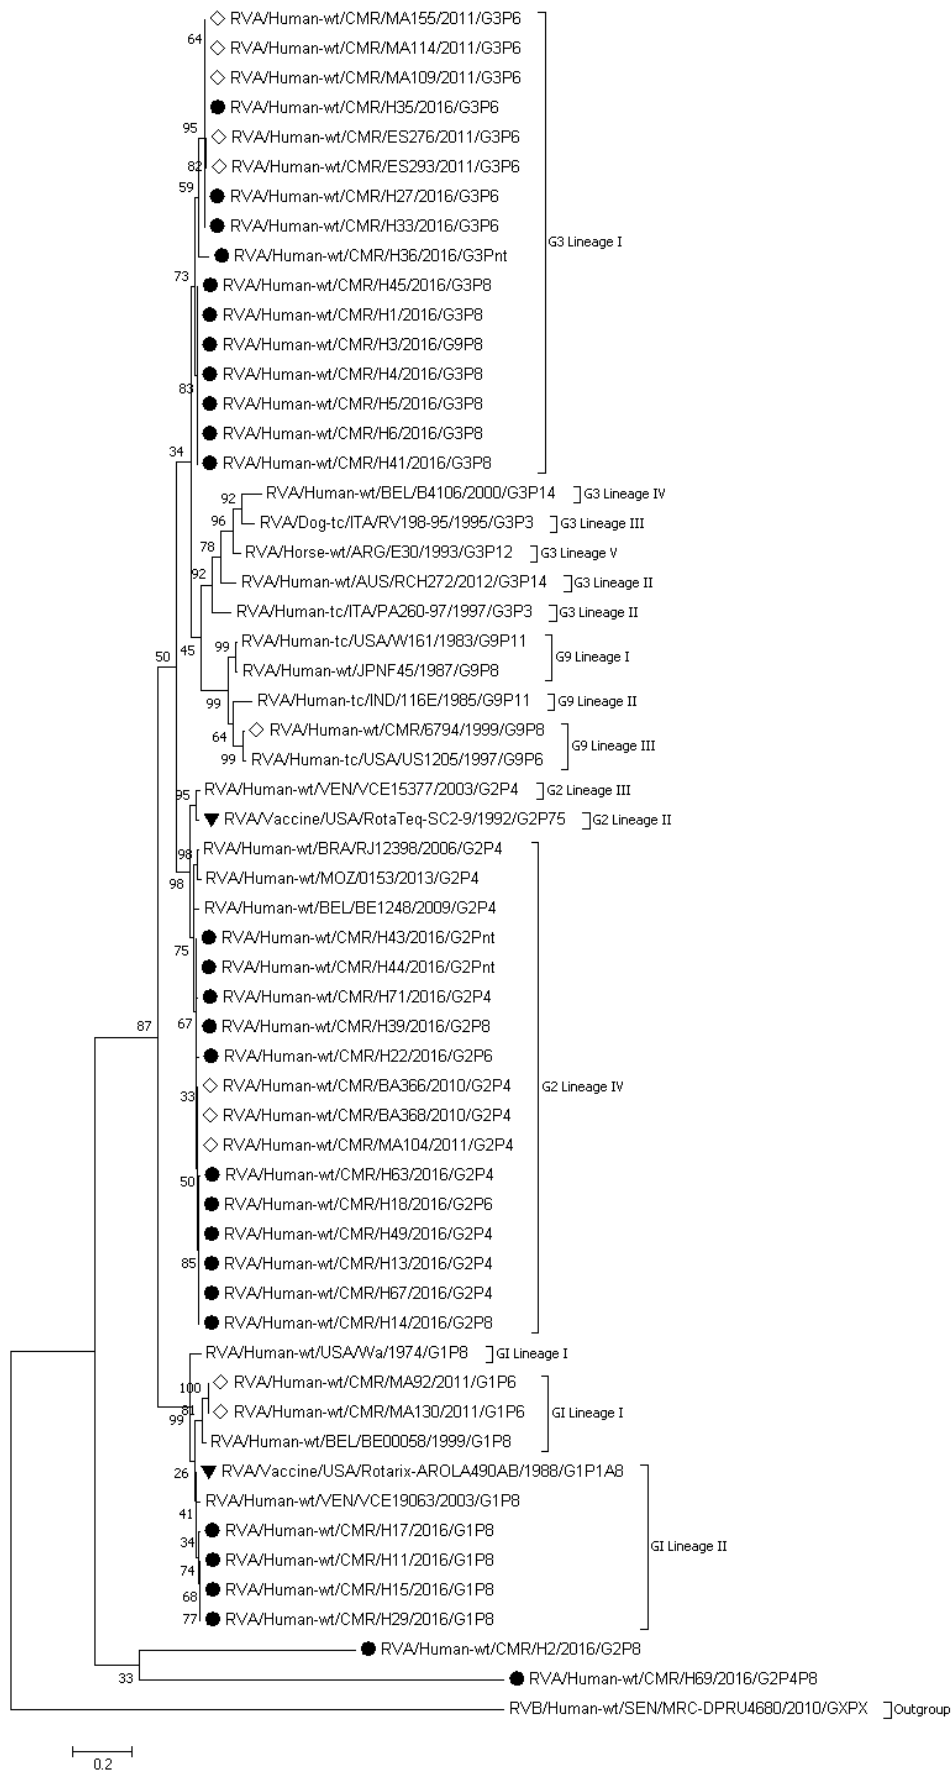 RVA/Human-wt/CMR/MA155/2011/G3P6
64
RVA/Human-wt/CMR/MA114/2011/G3P6
RVA/Human-wt/CMR/MA109/2011/G3P6
RVA/Human-wt/CMR/H35/2016/G3P6
95
RVA/Human-wt/CMR/ES276/2011/G3P6
82
RVA/Human-wt/CMR/ES293/2011/G3P6
59
RVA/Human-wt/CMR/H27/2016/G3P6
RVA/Human-wt/CMR/H33/2016/G3P6
G3 Lineage I
RVA/Human-wt/CMR/H36/2016/G3Pnt
73
RVA/Human-wt/CMR/H45/2016/G3P8
RVA/Human-wt/CMR/H1/2016/G3P8
RVA/Human-wt/CMR/H3/2016/G9P8
RVA/Human-wt/CMR/H4/2016/G3P8
83
RVA/Human-wt/CMR/H5/2016/G3P8
RVA/Human-wt/CMR/H6/2016/G3P8
34
RVA/Human-wt/CMR/H41/2016/G3P8
92
RVA/Human-wt/BEL/B4106/2000/G3P14 G3 Lineage IV
96
RVA/Dog-tc/ITA/RV198-95/1995/G3P3 G3 Lineage III
78
RVA/Horse-wt/ARG/E30/1993/G3P12 G3 Lineage V
92
RVA/Human-wt/AUS/RCH272/2012/G3P14 G3 Lineage II
RVA/Human-tc/ITA/PA260-97/1997/G3P3 G3 Lineage II
RVA/Human-tc/USA/W161/1983/G9P11
99
45
50
G9 Lineage I
RVA/Human-wt/JPNF45/1987/G9P8
99
RVA/Human-tc/IND/116E/1985/G9P11 G9 Lineage II
RVA/Human-wt/CMR/6794/1999/G9P8
64
G9 Lineage III
99
RVA/Human-tc/USA/US1205/1997/G9P6
95
RVA/Human-wt/VEN/VCE15377/2003/G2P4 G2 Lineage III
RVA/Vaccine/USA/RotaTeq-SC2-9/1992/G2P75 G2 Lineage II
98
RVA/Human-wt/BRA/RJ12398/2006/G2P4
98
RVA/Human-wt/MOZ/0153/2013/G2P4
RVA/Human-wt/BEL/BE1248/2009/G2P4
RVA/Human-wt/CMR/H43/2016/G2Pnt
75
RVA/Human-wt/CMR/H44/2016/G2Pnt
RVA/Human-wt/CMR/H71/2016/G2P4
67
87
RVA/Human-wt/CMR/H39/2016/G2P8
RVA/Human-wt/CMR/H22/2016/G2P6
RVA/Human-wt/CMR/BA366/2010/G2P4
G2 Lineage IV
33
RVA/Human-wt/CMR/BA368/2010/G2P4
RVA/Human-wt/CMR/MA104/2011/G2P4
RVA/Human-wt/CMR/H63/2016/G2P4
50
RVA/Human-wt/CMR/H18/2016/G2P6
RVA/Human-wt/CMR/H49/2016/G2P4
85
RVA/Human-wt/CMR/H13/2016/G2P4
RVA/Human-wt/CMR/H67/2016/G2P4
RVA/Human-wt/CMR/H14/2016/G2P8
RVA/Human-wt/USA/Wa/1974/G1P8 GI Lineage I
100
RVA/Human-wt/CMR/MA92/2011/G1P6
81
99
RVA/Human-wt/CMR/MA130/2011/G1P6
GI Lineage I
RVA/Human-wt/BEL/BE00058/1999/G1P8
26
RVA/Vaccine/USA/Rotarix-AROLA490AB/1988/G1P1A8
RVA/Human-wt/VEN/VCE19063/2003/G1P8
41
RVA/Human-wt/CMR/H17/2016/G1P8
34
GI Lineage II
RVA/Human-wt/CMR/H11/2016/G1P8
74
RVA/Human-wt/CMR/H15/2016/G1P8
68
77
RVA/Human-wt/CMR/H29/2016/G1P8
RVA/Human-wt/CMR/H2/2016/G2P8
33
RVA/Human-wt/CMR/H69/2016/G2P4P8
RVB/Human-wt/SEN/MRC-DPRU4680/2010/GXPX Outgroup
0.2